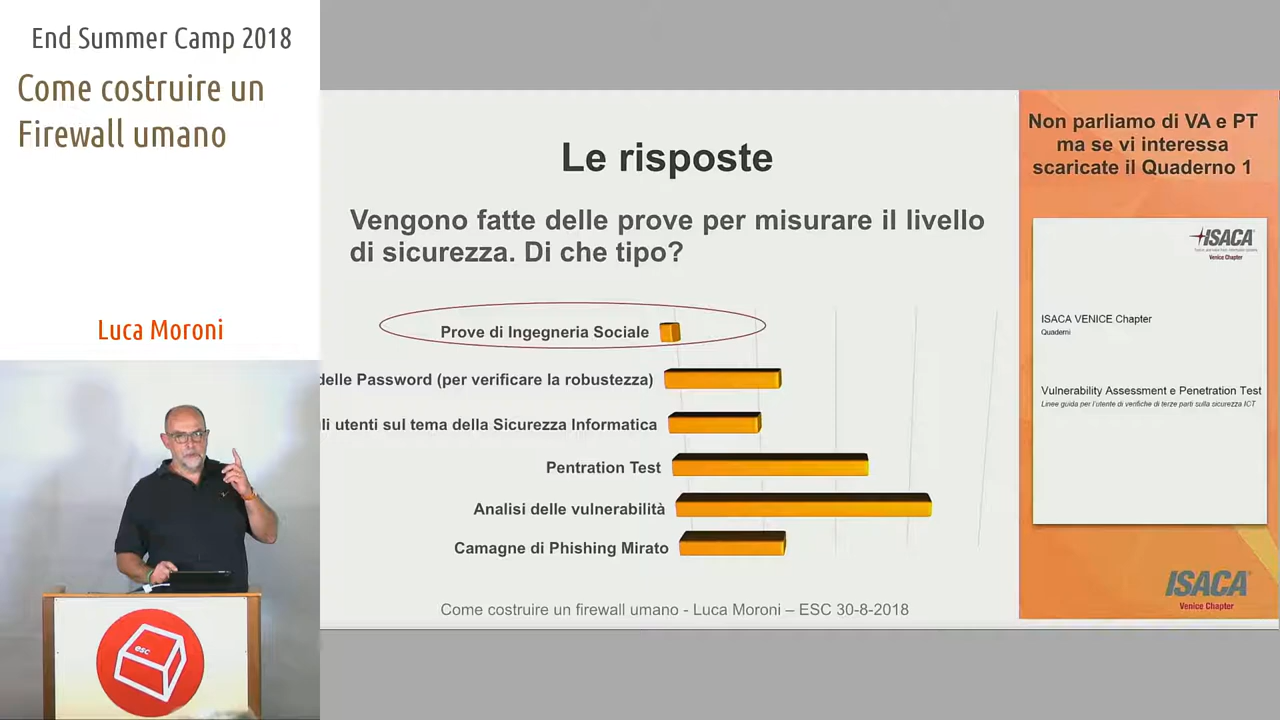 End Summer Camp 2018
Come costruire un
Firewall umano
Luca Moroni
esc
Le risposte
Vengono fatte delle prove per misurare il livello
di sicurezza. Di che tipo?
Prove di Ingegneria Sociale
delle Password (per verificare la robustezza)
li utenti sul tema della Sicurezza Informatica
Pentration Test
Analisi delle vulnerabilità
Camagne di Phishing Mirato
Come costruire un firewall umano - Luca Moroni – ESC 30-8-2018
Non parliamo di VA e PT
ma se vi interessa
scaricate il Quaderno 1
ISACA®
Venice Chapter
ISACA VENICE Chapter
Quaderni
Vulnerability Assessment e Penetration Test
Linee guida per l'utente di verifiche di terze parti sulla sicurezza ICT
ISACA®
Venice Chapter